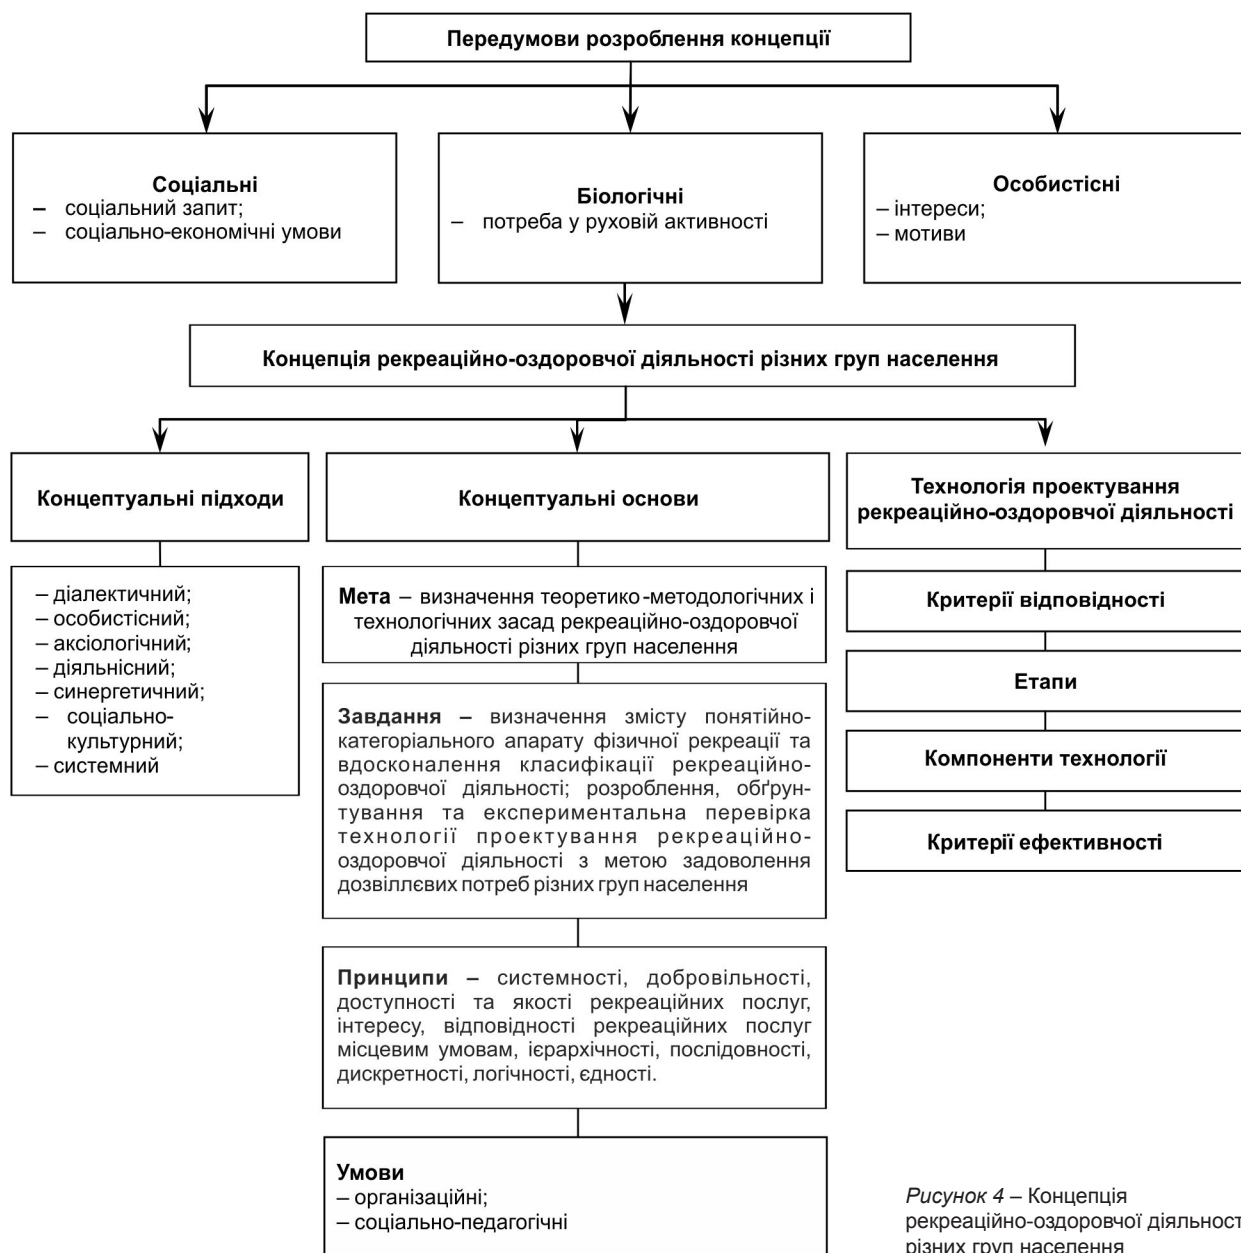 Передумови розроблення концепції
Соціальні
– соціальний запит;
– соціально-економічні умови
Біологічні
– потреба у руховій активності
Особистісні
– інтереси;
– мотиви
Концепція рекреаційно-оздоровчої діяльності різних груп населення
Концептуальні підходи
– діалектичний;
– особистісний;
– аксіологічний;
– діяльнісний;
– синергетичний;
– соціально-
культурний;
– системний
Концептуальні основи
Мета – визначення теоретико-методологічних і
технологічних засад рекреаційно-оздоровчої
діяльності різних груп населення
Завдання – визначення змісту понятійно-
категоріального апарату фізичної рекреації та
вдосконалення класифікації рекреаційно-
оздоровчої діяльності; розроблення, обґрун-
тування та експериментальна перевірка
технології проектування рекреаційно-
оздоровчої діяльності з метою задоволення
дозвіллєвих потреб різних груп населення
Принципи – системності, добровільності,
доступності та якості рекреаційних послуг,
інтересу, відповідності рекреаційних послуг
місцевим умовам, ієрархічності, послідовності,
дискретності, логічності, єдності.
Умови
– організаційні;
– соціально-педагогічні
Технологія проектування
рекреаційно-оздоровчої діяльності
Критерії відповідності
Етапи
Компоненти технології
Критерії ефективності
Рисунок 4 – Концепція
рекреаційно-оздоровчої діяльност
різних груп населення